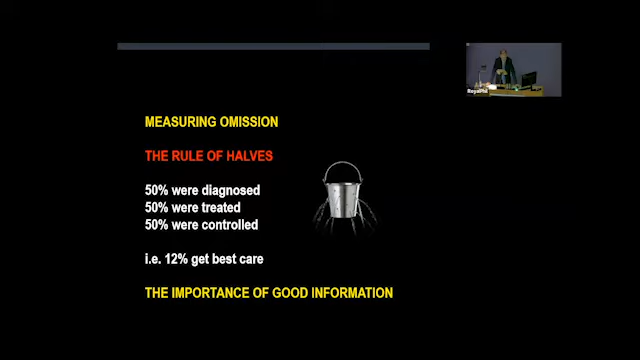 MEASURING OMISSION
THE RULE OF HALVES
50% were diagnosed
50% were treated
50% were controlled
i.e. 12% get best care
THE IMPORTANCE OF GOOD INFORMATION